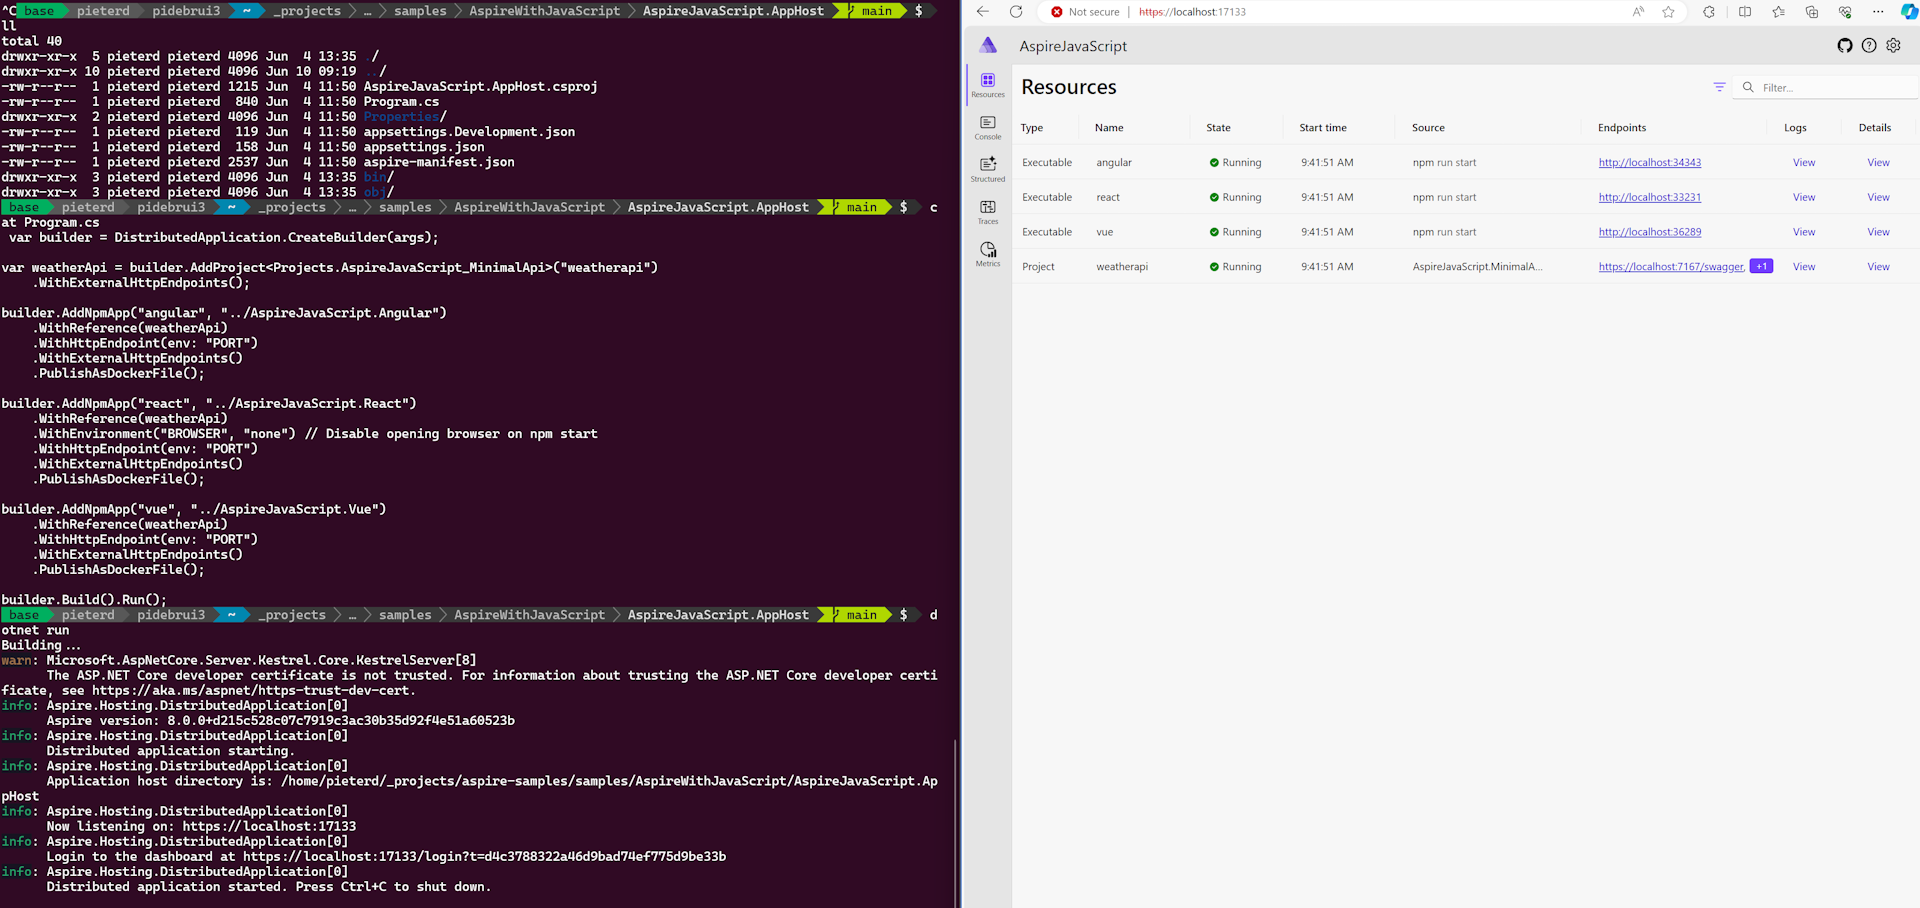 ^C base pieterd pidebrui3 ~ _projects … samples AspireWithJavaScript AspireJavaScript.AppHost main $
ll
total 40
drwxr-xr-x  5 pieterd pieterd 4096 Jun  4 13:35 ./
drwxr-xr-x 10 pieterd pieterd 4096 Jun 10 09:19 ../
-rw-r--r--  1 pieterd pieterd 1215 Jun  4 11:50 AspireJavaScript.AppHost.csproj
-rw-r--r--  1 pieterd pieterd  840 Jun  4 11:50 Program.cs
drwxr-xr-x  2 pieterd pieterd 4096 Jun  4 11:50 Properties/
-rw-r--r--  1 pieterd pieterd  119 Jun  4 11:50 appsettings.Development.json
-rw-r--r--  1 pieterd pieterd  158 Jun  4 11:50 appsettings.json
-rw-r--r--  1 pieterd pieterd 2537 Jun  4 11:50 aspire-manifest.json
drwxr-xr-x  3 pieterd pieterd 4096 Jun  4 13:35 bin/
drwxr-xr-x  3 pieterd pieterd 4096 Jun  4 13:35 obj/
base pieterd pidebrui3 ~ _projects … samples AspireWithJavaScript AspireJavaScript.AppHost main $ c
at Program.cs
var builder = DistributedApplication.CreateBuilder(args);
var weatherApi = builder.AddProject<Projects.AspireJavaScript_MinimalApi>("weatherapi")
    .WithExternalHttpEndpoints();
builder.AddNpmApp("angular", "../AspireJavaScript.Angular")
    .WithReference(weatherApi)
    .WithHttpEndpoint(env: "PORT")
    .WithExternalHttpEndpoints()
    .PublishAsDockerFile();
builder.AddNpmApp("react", "../AspireJavaScript.React")
    .WithReference(weatherApi)
    .WithEnvironment("BROWSER", "none") // Disable opening browser on npm start
    .WithHttpEndpoint(env: "PORT")
    .WithExternalHttpEndpoints()
    .PublishAsDockerFile();
builder.AddNpmApp("vue", "../AspireJavaScript.Vue")
    .WithReference(weatherApi)
    .WithHttpEndpoint(env: "PORT")
    .WithExternalHttpEndpoints()
    .PublishAsDockerFile();
builder.Build().Run();
base pieterd pidebrui3 ~ _projects … samples AspireWithJavaScript AspireJavaScript.AppHost main $ d
otnet run
Building...
warn: Microsoft.AspNetCore.Server.Kestrel.Core.KestrelServer[8]
      The ASP.NET Core developer certificate is not trusted. For information about trusting the ASP.NET Core developer certi
ficate, see https://aka.ms/aspnet/https-trust-dev-cert.
info: Aspire.Hosting.DistributedApplication[0]
      Aspire version: 8.0.0+d215c528c07c7919c3ac30b35d92f4e51a60523b
info: Aspire.Hosting.DistributedApplication[0]
      Distributed application starting.
info: Aspire.Hosting.DistributedApplication[0]
      Application host directory is: /home/pieterd/_projects/aspire-samples/samples/AspireWithJavaScript/AspireJavaScript.Ap
pHost
info: Aspire.Hosting.DistributedApplication[0]
      Now listening on: https://localhost:17133
info: Aspire.Hosting.DistributedApplication[0]
      Login to the dashboard at https://localhost:17133/login?t=d4c3788322a46d9bad74ef775d9be33b
info: Aspire.Hosting.DistributedApplication[0]
      Distributed application started. Press Ctrl+C to shut down.
Not secure | https://localhost:17133
AspireJavaScript
Resources
Console
Structured
Traces
Metrics
Resources
Filter...
Type Name State Start time Source Endpoints Logs Details
Executable angular Running 9:41:51 AM npm run start http://localhost:34343 View View
Executable react Running 9:41:51 AM npm run start http://localhost:33231 View View
Executable vue Running 9:41:51 AM npm run start http://localhost:36289 View View
Project weatherapi Running 9:41:51 AM AspireJavaScript.MinimalA... https://localhost:7167/swagger, +1 View View